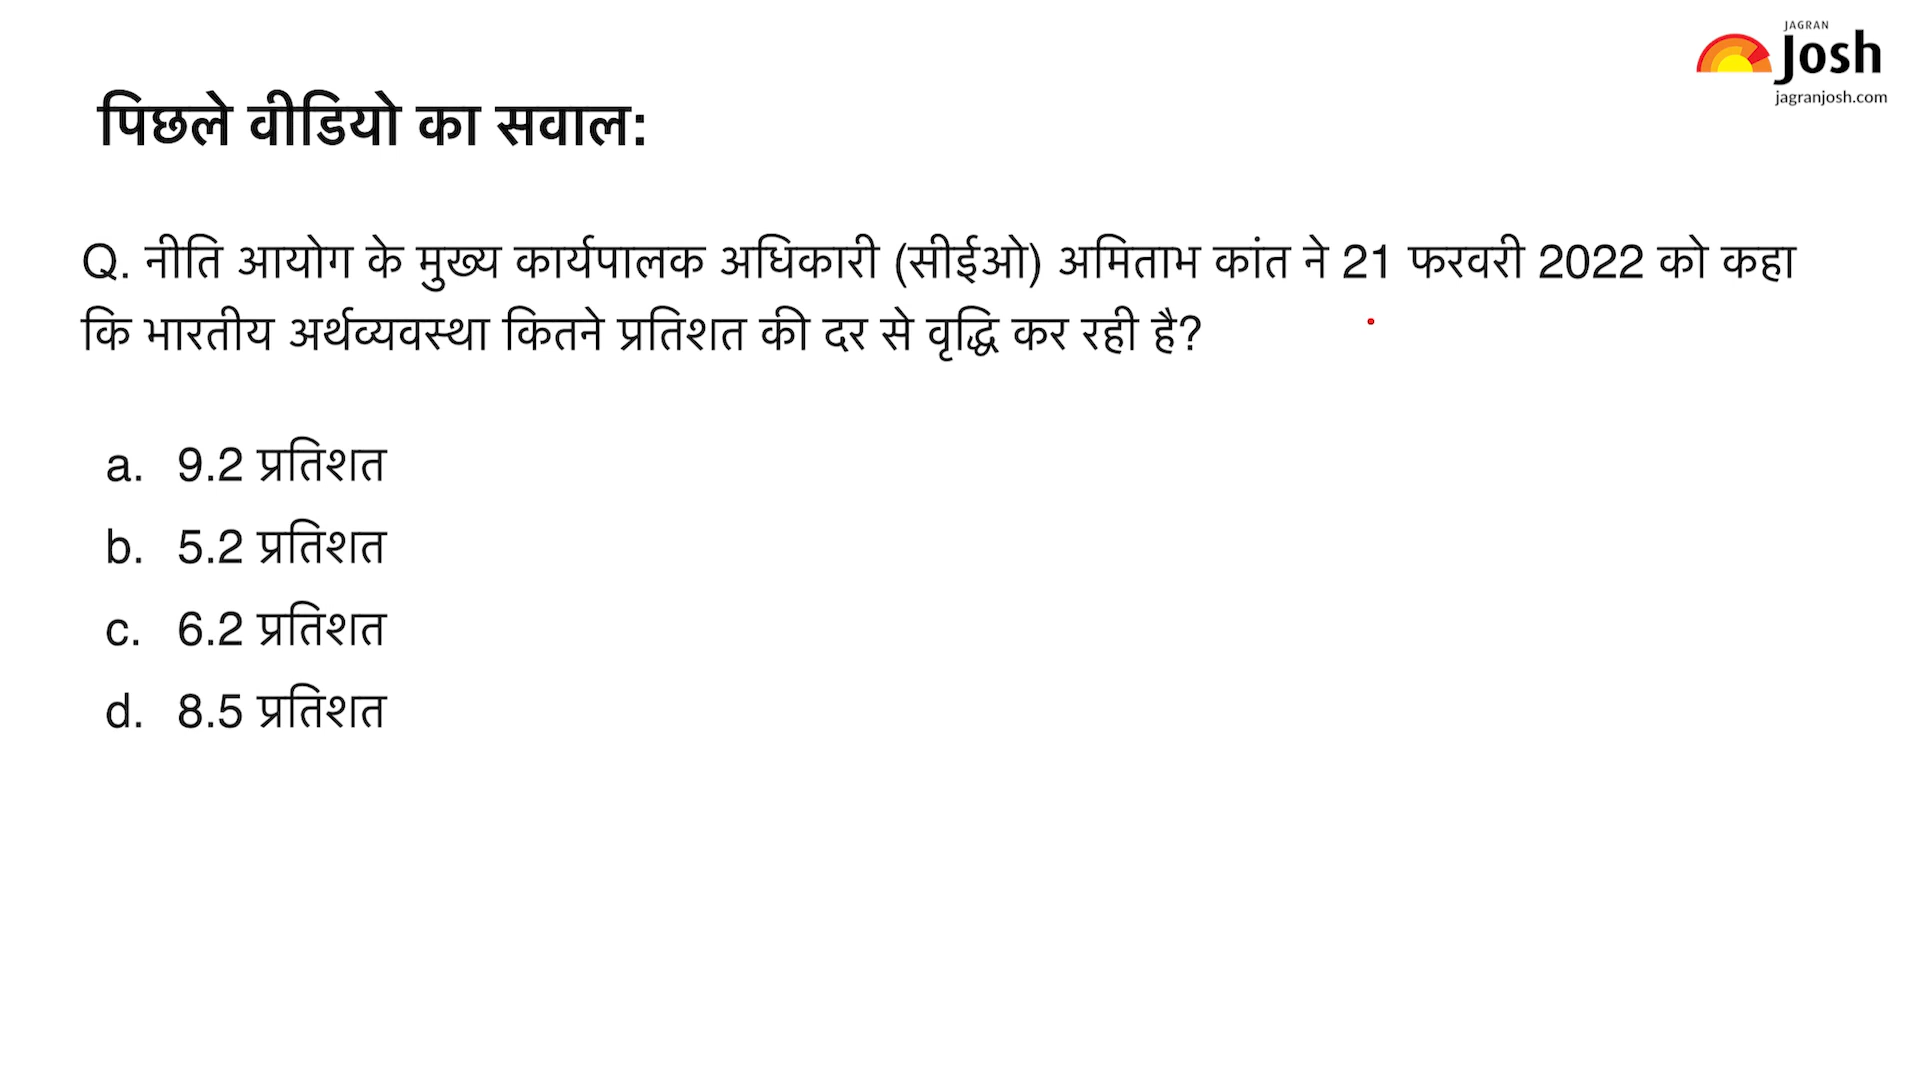 JAGRAN
Josh
jagranjosh.com
पिछले वीडियो का सवाल:
Q. नीति आयोग के मुख्य कार्यपालक अधिकारी (सीईओ) अमिताभ कांत ने 21 फरवरी 2022 को कहा
कि भारतीय अर्थव्यवस्था कितने प्रतिशत की दर से वृद्धि कर रही है?
a. 9.2 प्रतिशत
b. 5.2 प्रतिशत
c. 6.2 प्रतिशत
d. 8.5 प्रतिशत